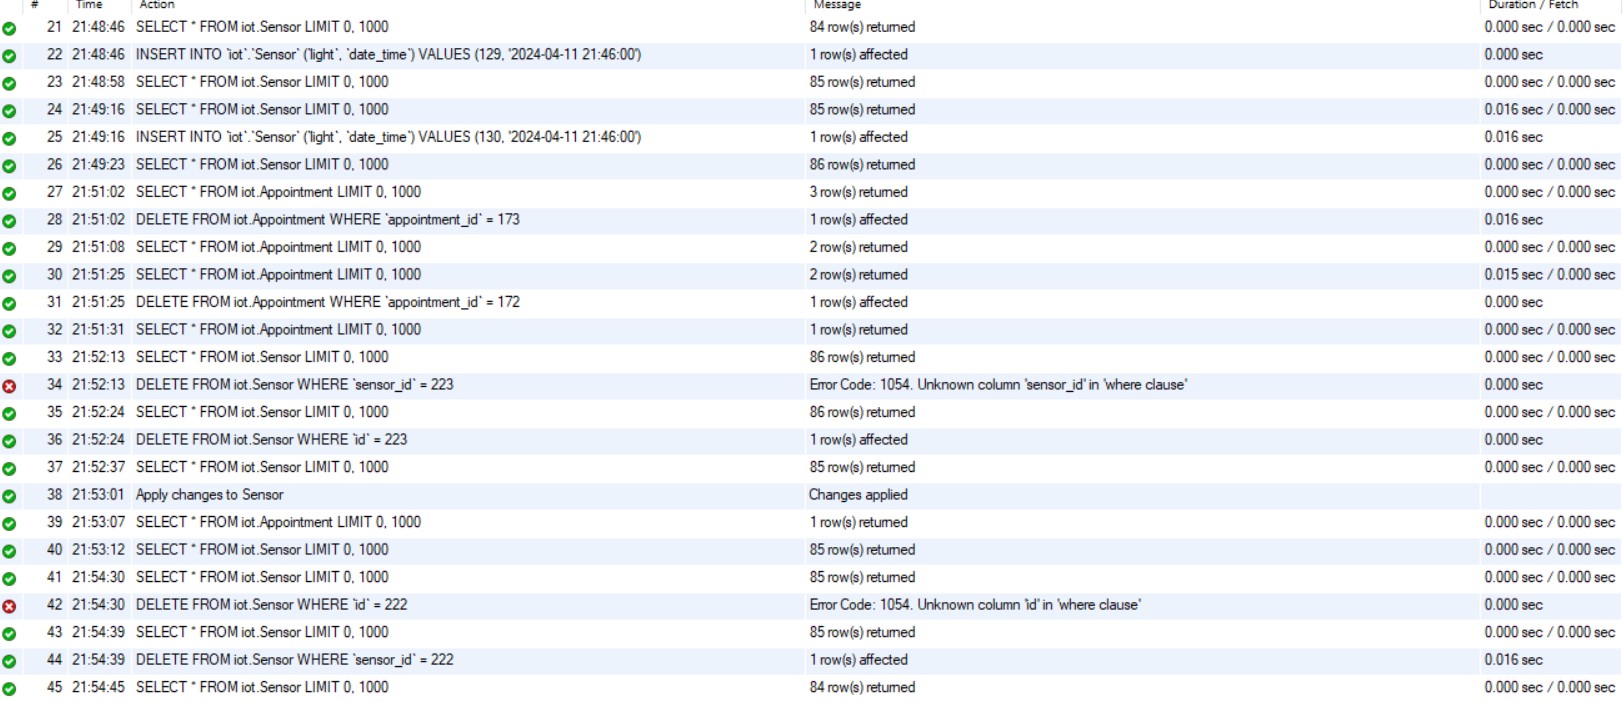 # Time Action Message Duration / Fetch
21 21:48:46 SELECT * FROM iot.Sensor LIMIT 0, 1000 84 row(s) returned 0.000 sec / 0.000 sec
22 21:48:46 INSERT INTO `iot`.`Sensor` (`light`, `date_time`) VALUES (129, '2024-04-11 21:46:00') 1 row(s) affected 0.000 sec
23 21:48:58 SELECT * FROM iot.Sensor LIMIT 0, 1000 85 row(s) returned 0.000 sec / 0.000 sec
24 21:49:16 SELECT * FROM iot.Sensor LIMIT 0, 1000 85 row(s) returned 0.016 sec / 0.000 sec
25 21:49:16 INSERT INTO `iot`.`Sensor` (`light`, `date_time`) VALUES (130, '2024-04-11 21:46:00') 1 row(s) affected 0.016 sec
26 21:49:23 SELECT * FROM iot.Sensor LIMIT 0, 1000 86 row(s) returned 0.000 sec / 0.000 sec
27 21:51:02 SELECT * FROM iot.Appointment LIMIT 0, 1000 3 row(s) returned 0.000 sec / 0.000 sec
28 21:51:02 DELETE FROM iot.Appointment WHERE `appointment_id` = 173 1 row(s) affected 0.016 sec
29 21:51:08 SELECT * FROM iot.Appointment LIMIT 0, 1000 2 row(s) returned 0.000 sec / 0.000 sec
30 21:51:25 SELECT * FROM iot.Appointment LIMIT 0, 1000 2 row(s) returned 0.015 sec / 0.000 sec
31 21:51:25 DELETE FROM iot.Appointment WHERE `appointment_id` = 172 1 row(s) affected 0.000 sec
32 21:51:31 SELECT * FROM iot.Appointment LIMIT 0, 1000 1 row(s) returned 0.000 sec / 0.000 sec
33 21:52:13 SELECT * FROM iot.Sensor LIMIT 0, 1000 86 row(s) returned 0.000 sec / 0.000 sec
34 21:52:13 DELETE FROM iot.Sensor WHERE `sensor_id` = 223 Error Code: 1054. Unknown column 'sensor_id' in 'where clause' 0.000 sec
35 21:52:24 SELECT * FROM iot.Sensor LIMIT 0, 1000 86 row(s) returned 0.000 sec / 0.000 sec
36 21:52:24 DELETE FROM iot.Sensor WHERE `id` = 223 1 row(s) affected 0.000 sec
37 21:52:37 SELECT * FROM iot.Sensor LIMIT 0, 1000 85 row(s) returned 0.000 sec / 0.000 sec
38 21:53:01 Apply changes to Sensor Changes applied
39 21:53:07 SELECT * FROM iot.Appointment LIMIT 0, 1000 1 row(s) returned 0.000 sec / 0.000 sec
40 21:53:12 SELECT * FROM iot.Sensor LIMIT 0, 1000 85 row(s) returned 0.000 sec / 0.000 sec
41 21:54:30 SELECT * FROM iot.Sensor LIMIT 0, 1000 85 row(s) returned 0.000 sec / 0.000 sec
42 21:54:30 DELETE FROM iot.Sensor WHERE `id` = 222 Error Code: 1054. Unknown column 'id' in 'where clause' 0.000 sec
43 21:54:39 SELECT * FROM iot.Sensor LIMIT 0, 1000 85 row(s) returned 0.000 sec / 0.000 sec
44 21:54:39 DELETE FROM iot.Sensor WHERE `sensor_id` = 222 1 row(s) affected 0.016 sec
45 21:54:45 SELECT * FROM iot.Sensor LIMIT 0, 1000 84 row(s) returned 0.000 sec / 0.000 sec